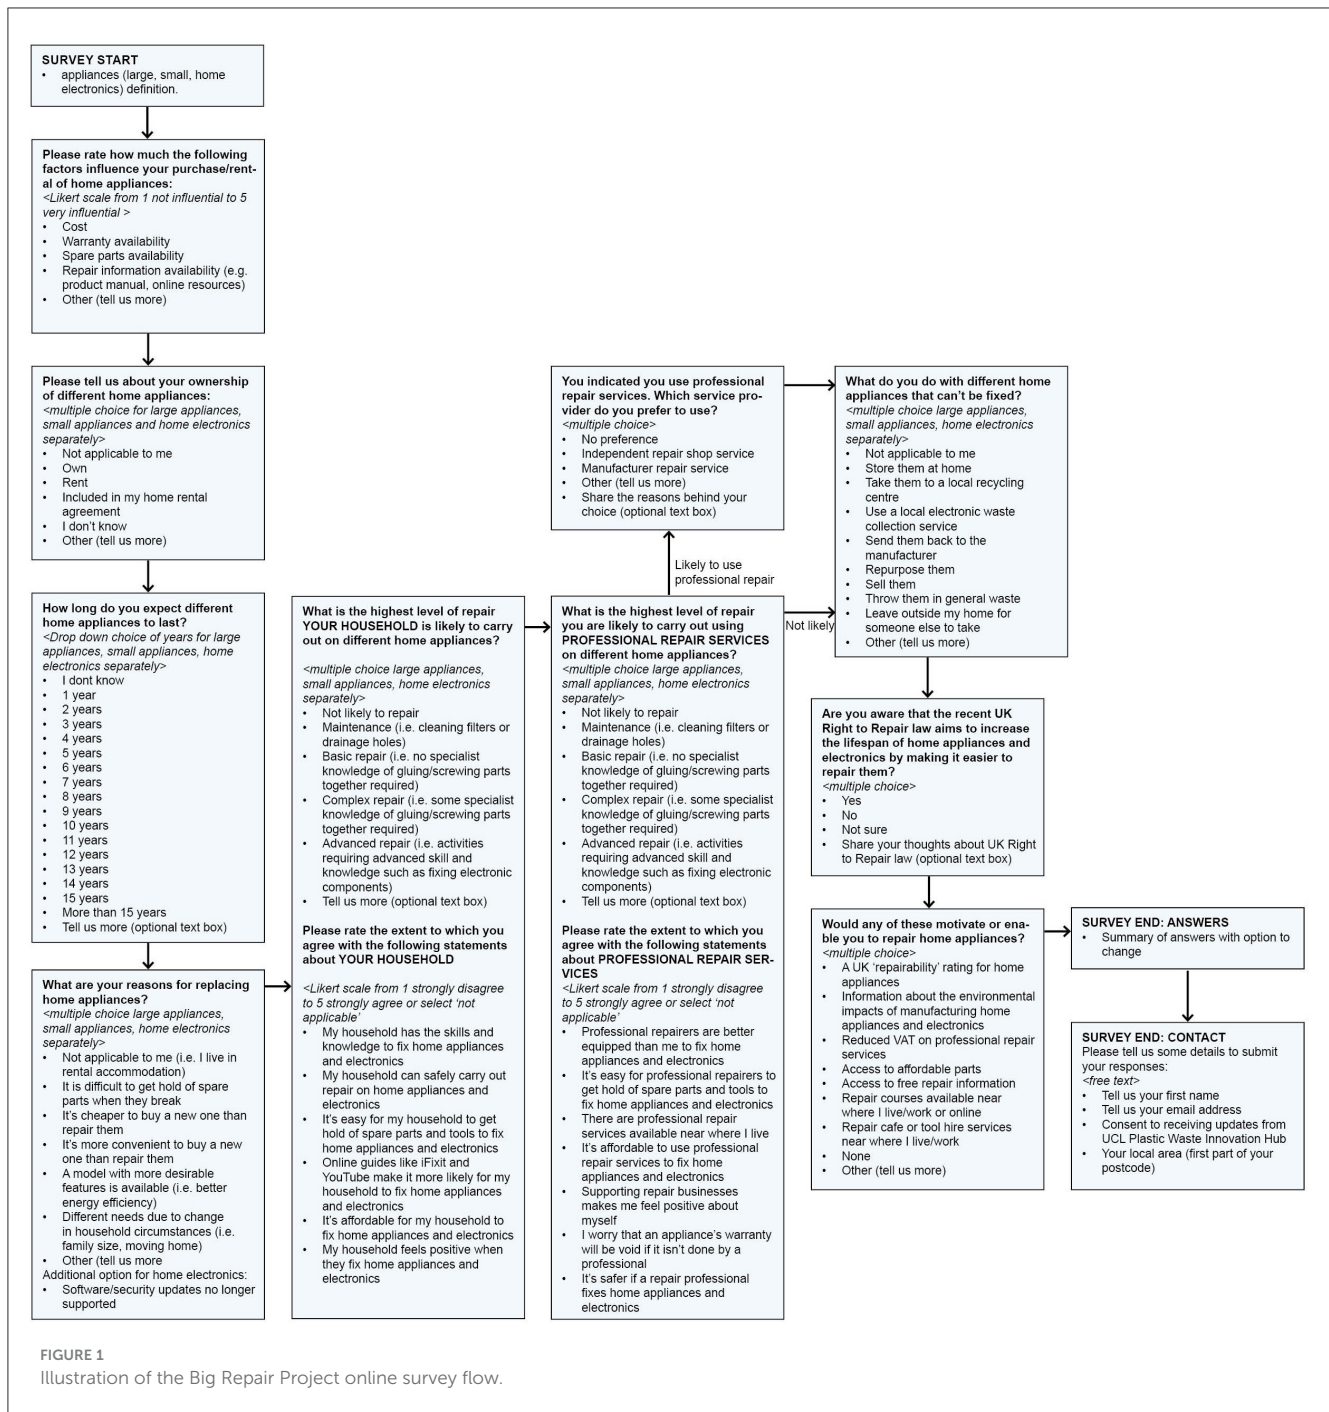 SURVEY START
• appliances (large, small, home
electronics) definition.
Please rate how much the following
factors influence your purchase/rent-
al of home appliances:
<Likert scale from 1 not influential to 5
very influential >
• Cost
• Warranty availability
• Spare parts availability
• Repair information availability (e.g.
product manual, online resources)
• Other (tell us more)
Please tell us about your ownership
of different home appliances:
<multiple choice for large appliances,
small appliances and home electronics
separately>
• Not applicable to me
• Own
• Rent
• Included in my home rental
agreement
• I don't know
• Other (tell us more)
How long do you expect different
home appliances to last?
<Drop down choice of years for large
appliances, small appliances, home
electronics separately>
• I dont know
• 1 year
• 2 years
• 3 years
• 4 years
• 5 years
• 6 years
• 7 years
• 8 years
• 9 years
• 10 years
• 11 years
• 12 years
• 13 years
• 14 years
• 15 years
• More than 15 years
• Tell us more (optional text box)
What are your reasons for replacing
home appliances?
<multiple choice large appliances,
small appliances, home electronics
separately>
• Not applicable to me (i.e. I live in
rental accommodation)
• It is difficult to get hold of spare
parts when they break
• It's cheaper to buy a new one than
repair them
• It's more convenient to buy a new
one than repair them
• A model with more desirable
features is available (i.e. better
energy efficiency)
• Different needs due to change
in household circumstances (i.e.
family size, moving home)
• Other (tell us more
Additional option for home electronics:
• Software/security updates no longer
supported
What is the highest level of repair
YOUR HOUSEHOLD is likely to carry
out on different home appliances?
<multiple choice large appliances,
small appliances, home electronics
separately>
• Not likely to repair
• Maintenance (i.e. cleaning filters or
drainage holes)
• Basic repair (i.e. no specialist
knowledge of gluing/screwing parts
together required)
• Complex repair (i.e. some specialist
knowledge of gluing/screwing parts
together required)
• Advanced repair (i.e. activities
requiring advanced skill and
knowledge such as fixing electronic
components)
• Tell us more (optional text box)
Please rate the extent to which you
agree with the following statements
about YOUR HOUSEHOLD
<Likert scale from 1 strongly disagree
to 5 strongly agree or select 'not
applicable'
• My household has the skills and
knowledge to fix home appliances
and electronics
• My household can safely carry out
repair on home appliances and
electronics
• It's easy for my household to get
hold of spare parts and tools to fix
home appliances and electronics
• Online guides like iFixit and
YouTube make it more likely for my
household to fix home appliances
and electronics
• It's affordable for my household to
fix home appliances and electronics
• My household feels positive when
they fix home appliances and
electronics
What is the highest level of repair
you are likely to carry out using
PROFESSIONAL REPAIR SERVICES
on different home appliances?
<multiple choice large appliances,
small appliances, home electronics
separately>
• Not likely to repair
• Maintenance (i.e. cleaning filters or
drainage holes)
• Basic repair (i.e. no specialist
knowledge of gluing/screwing parts
together required)
• Complex repair (i.e. some specialist
knowledge of gluing/screwing parts
together required)
• Advanced repair (i.e. activities
requiring advanced skill and
knowledge such as fixing electronic
components)
• Tell us more (optional text box)
Please rate the extent to which you
agree with the following statements
about PROFESSIONAL REPAIR SER-
VICES
<Likert scale from 1 strongly disagree
to 5 strongly agree or select 'not
applicable'
• Professional repairers are better
equipped than me to fix home
appliances and electronics
• It's easy for professional repairers to
get hold of spare parts and tools to
fix home appliances and electronics
• There are professional repair
services available near where I live
• It's affordable to use professional
repair services to fix home
appliances and electronics
• Supporting repair businesses
makes me feel positive about
myself
• I worry that an appliance's warranty
will be void if it isn't done by a
professional
• It's safer if a repair professional
fixes home appliances and
electronics
Likely to use
professional repair
Not likely
You indicated you use professional
repair services. Which service pro-
vider do you prefer to use?
<multiple choice>
• No preference
• Independent repair shop service
• Manufacturer repair service
• Other (tell us more)
• Share the reasons behind your
choice (optional text box)
What do you do with different home
appliances that can't be fixed?
<multiple choice large appliances,
small appliances, home electronics
separately>
• Not applicable to me
• Store them at home
• Take them to a local recycling
centre
• Use a local electronic waste
collection service
• Send them back to the
manufacturer
• Repurpose them
• Sell them
• Throw them in general waste
• Leave outside my home for
someone else to take
• Other (tell us more)
Are you aware that the recent UK
Right to Repair law aims to increase
the lifespan of home appliances and
electronics by making it easier to
repair them?
<multiple choice>
• Yes
• No
• Not sure
• Share your thoughts about UK Right
to Repair law (optional text box)
Would any of these motivate or en-
able you to repair home appliances?
<multiple choice>
• A UK 'repairability' rating for home
appliances
• Information about the environmental
impacts of manufacturing home
appliances and electronics
• Reduced VAT on professional repair
services
• Access to affordable parts
• Access to free repair information
• Repair courses available near
where I live/work or online
• Repair cafe or tool hire services
near where I live/work
• None
• Other (tell us more)
SURVEY END: ANSWERS
• Summary of answers with option to
change
SURVEY END: CONTACT
Please tell us some details to submit
your responses:
<free text>
• Tell us your first name
• Tell us your email address
• Consent to receiving updates from
UCL Plastic Waste Innovation Hub
• Your local area (first part of your
postcode)
FIGURE 1
Illustration of the Big Repair Project online survey flow.